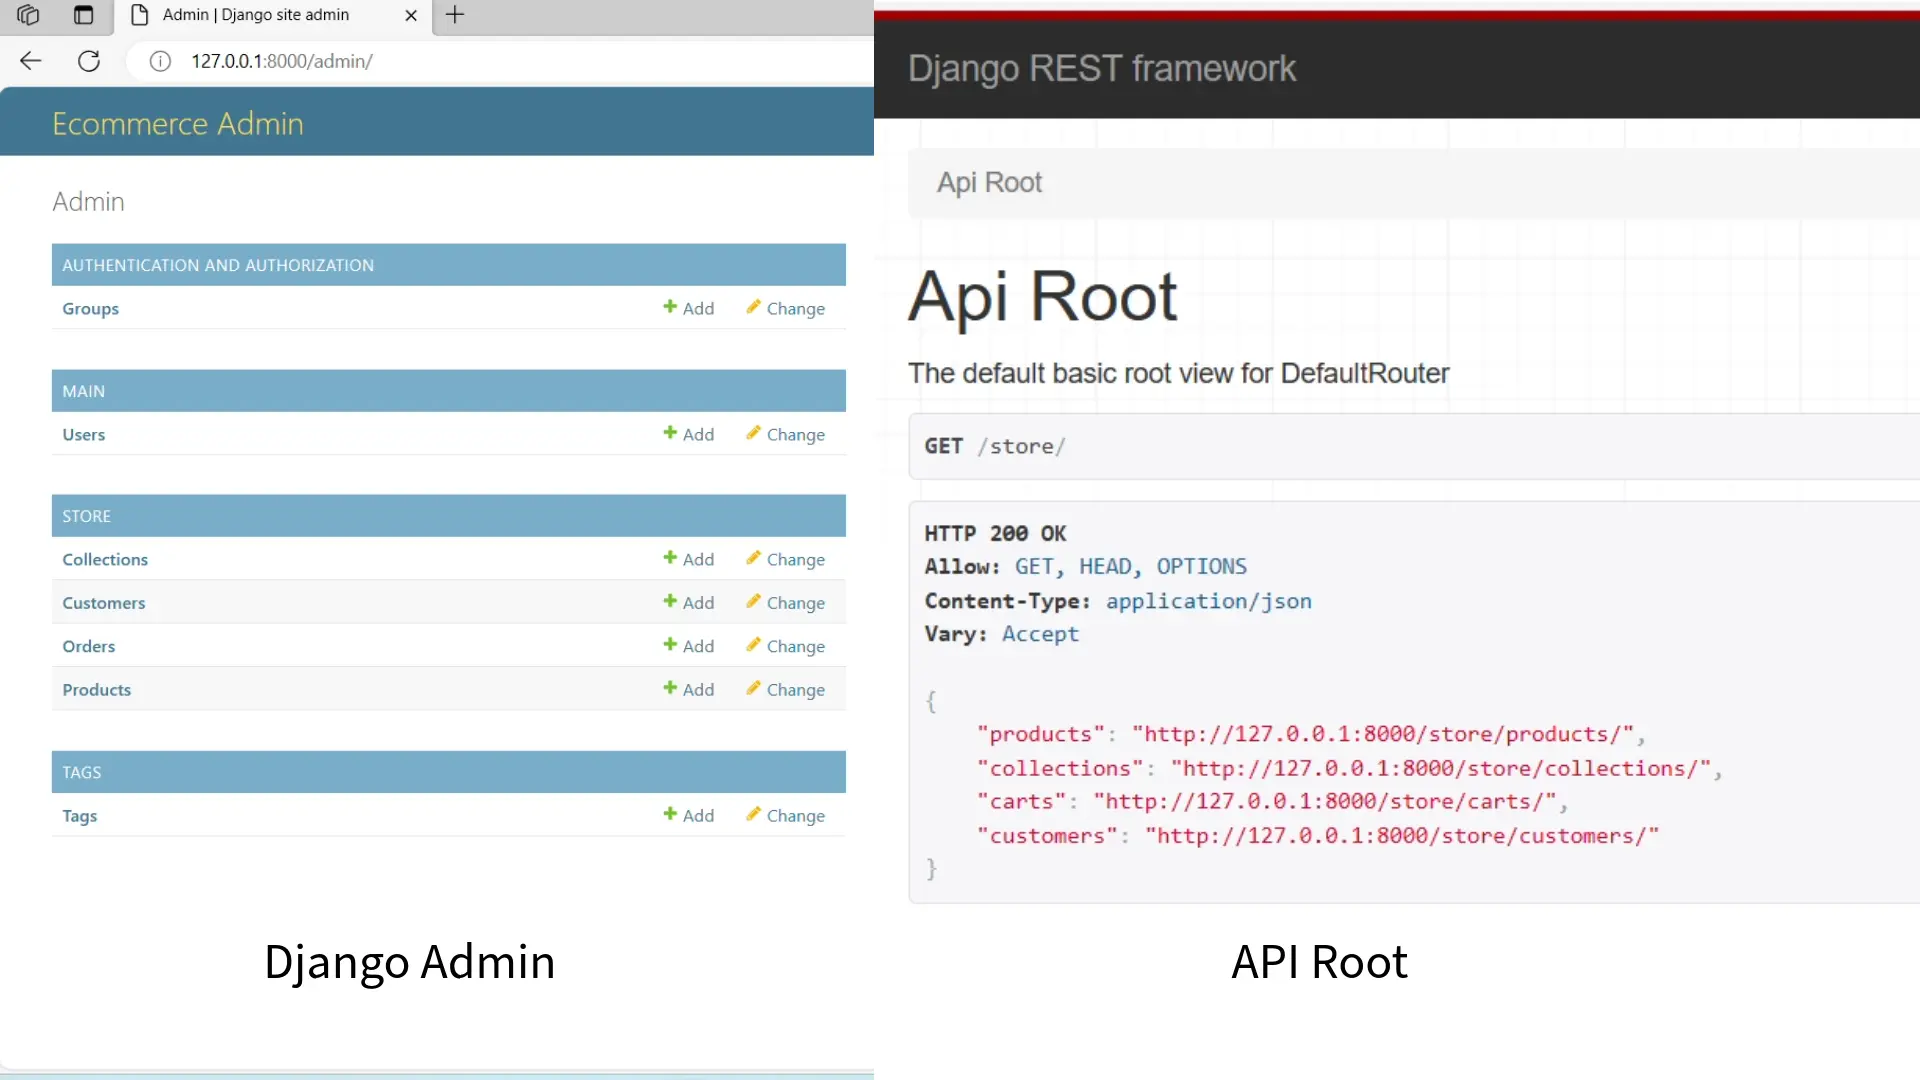 Admin | Django site admin
127.0.0.1:8000/admin/
Ecommerce Admin
Admin
AUTHENTICATION AND AUTHORIZATION
Groups Add Change
MAIN
Users Add Change
STORE
Collections Add Change
Customers Add Change
Orders Add Change
Products Add Change
TAGS
Tags Add Change
Django Admin
Django REST framework
Api Root
Api Root
The default basic root view for DefaultRouter
GET /store/
HTTP 200 OK
Allow: GET, HEAD, OPTIONS
Content-Type: application/json
Vary: Accept
{
"products": "http://127.0.0.1:8000/store/products/",
"collections": "http://127.0.0.1:8000/store/collections/",
"carts": "http://127.0.0.1:8000/store/carts/",
"customers": "http://127.0.0.1:8000/store/customers/"
}
API Root